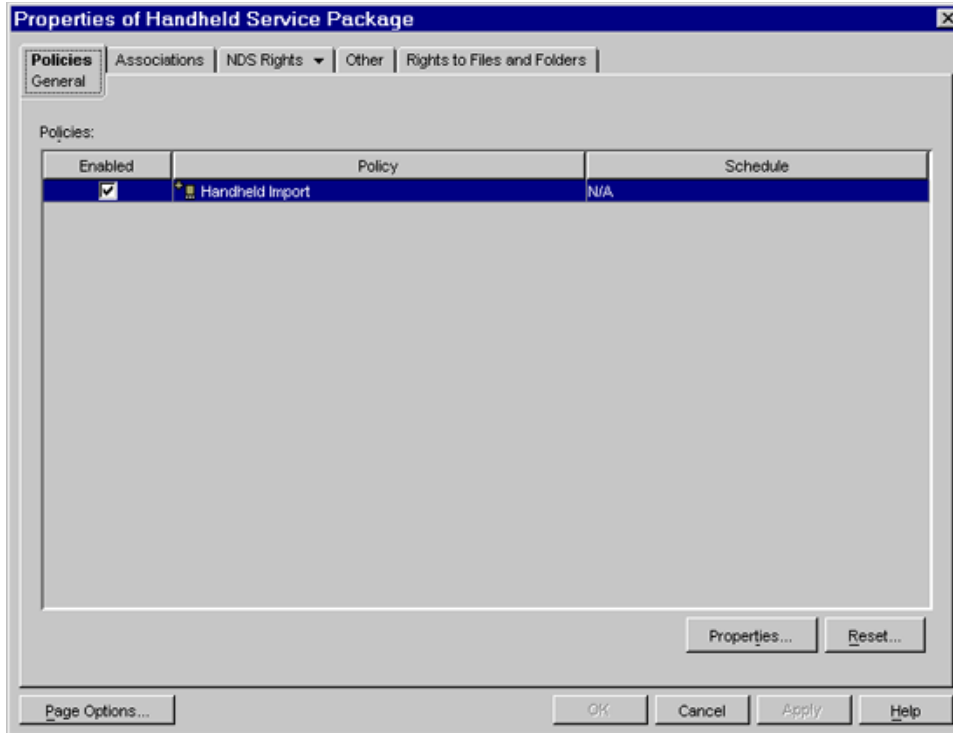 Properties of Handheld Service Package
Policies Associations NDS Rights Other Rights to Files and Folders
General
Policies:
Enabled Policy Schedule
Handheld Import N/A
Properties... Reset...
Page Options... OK Cancel Apply Help